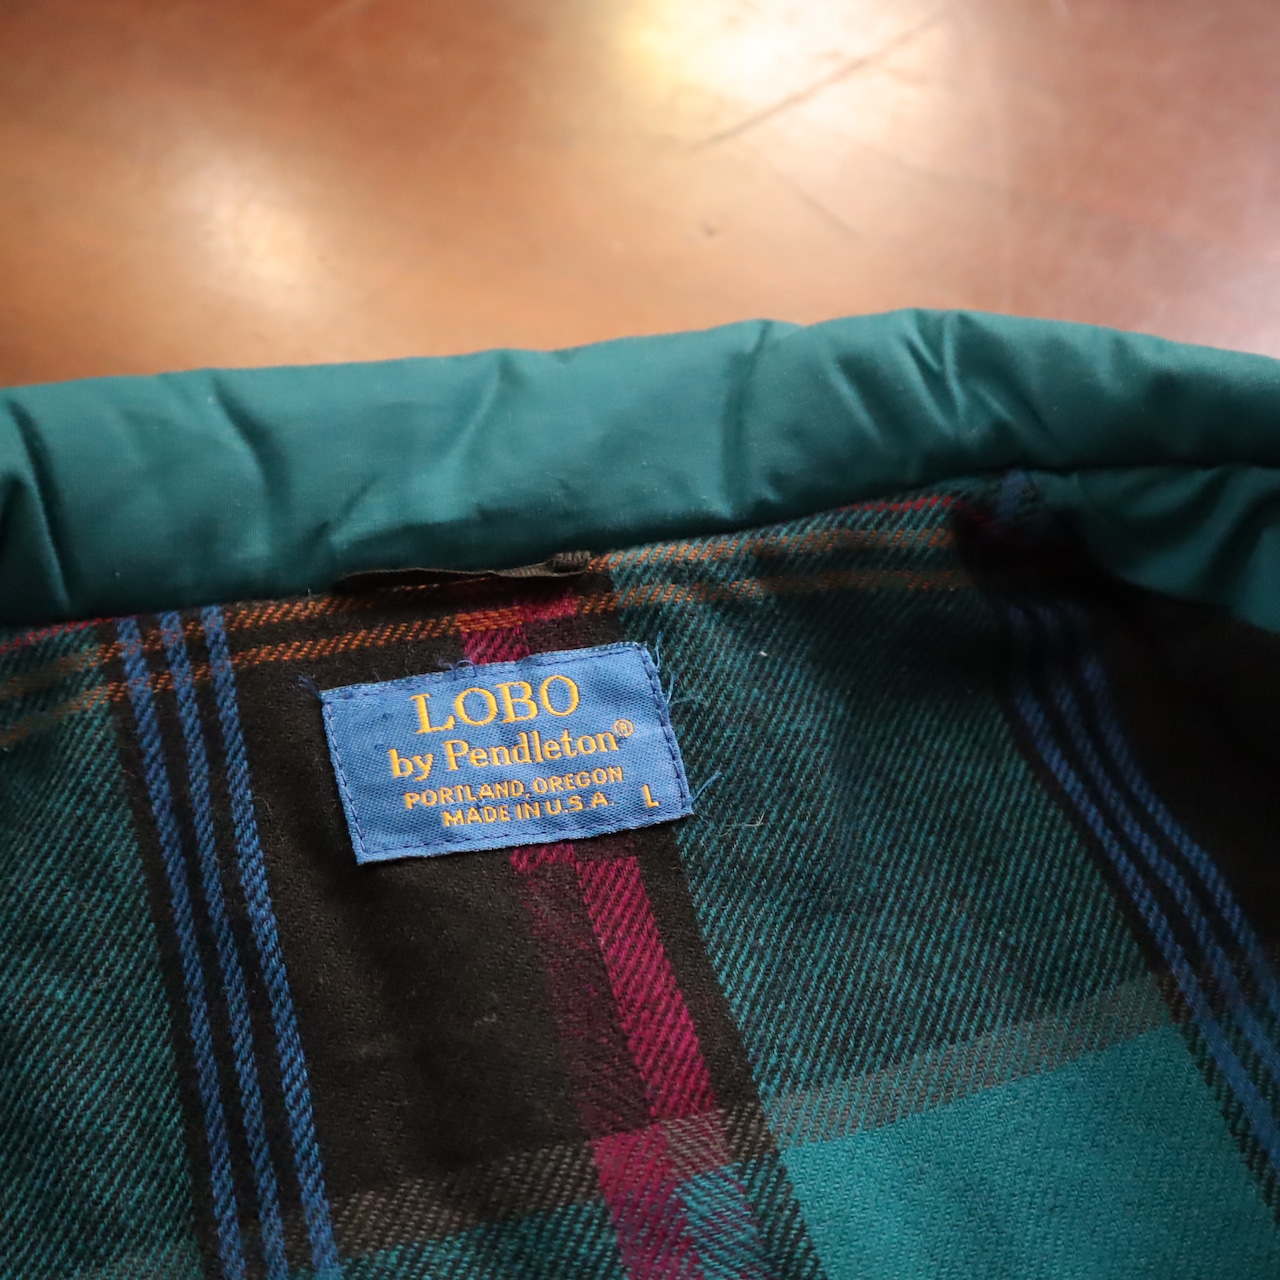 LOBO
by Pendleton®
PORTLAND, OREGON
MADE IN U.S.A. L